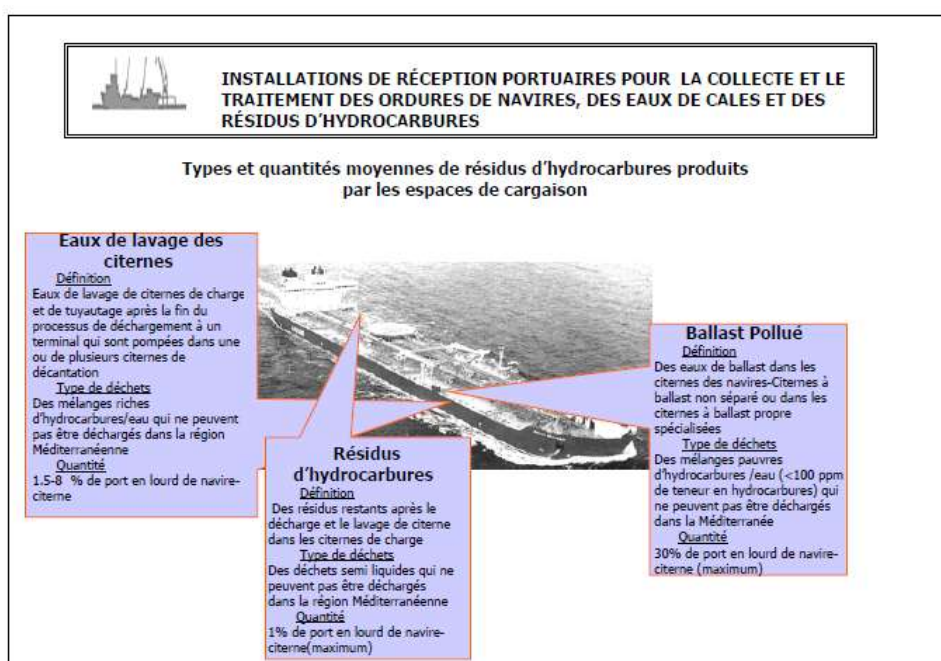 INSTALLATIONS DE RÉCEPTION PORTUAIRES POUR LA COLLECTE ET LE
TRAITEMENT DES ORDURES DE NAVIRES, DES EAUX DE CALES ET DES
RÉSIDUS D'HYDROCARBURES
Types et quantités moyennes de résidus d'hydrocarbures produits
par les espaces de cargaison
Eaux de lavage des
citernes
Définition
Eaux de lavage de citernes de charge
et de tuyautage après la fin du
processus de déchargement à un
terminal qui sont pompées dans une
ou de plusieurs citernes de
décantation
Type de déchets
Des mélanges riches
d'hydrocarbures/eau qui ne peuvent
pas être déchargés dans la région
Méditerranéenne
Quantité
1.5-8 % de port en lourd de navire-
citerne
Résidus
d'hydrocarbures
Définition
Des résidus restants après le
décharge et le lavage de citerne
dans les citernes de charge
Type de déchets
Des déchets semi liquides qui ne
peuvent pas être déchargés
dans la région Méditerranéenne
Quantité
1% de port en lourd de navire-
citerne(maximum)
Ballast Pollué
Définition
Des eaux de ballast dans les
citernes des navires-Citernes à
ballast non séparé ou dans les
citernes à ballast propre
spécialisées
Type de déchets
Des mélanges pauvres
d'hydrocarbures /eau (<100 ppm
de teneur en hydrocarbures) qui
ne peuvent pas être déchargés
dans la Méditerranée
Quantité
30% de port en lourd de navire-
citerne (maximum)